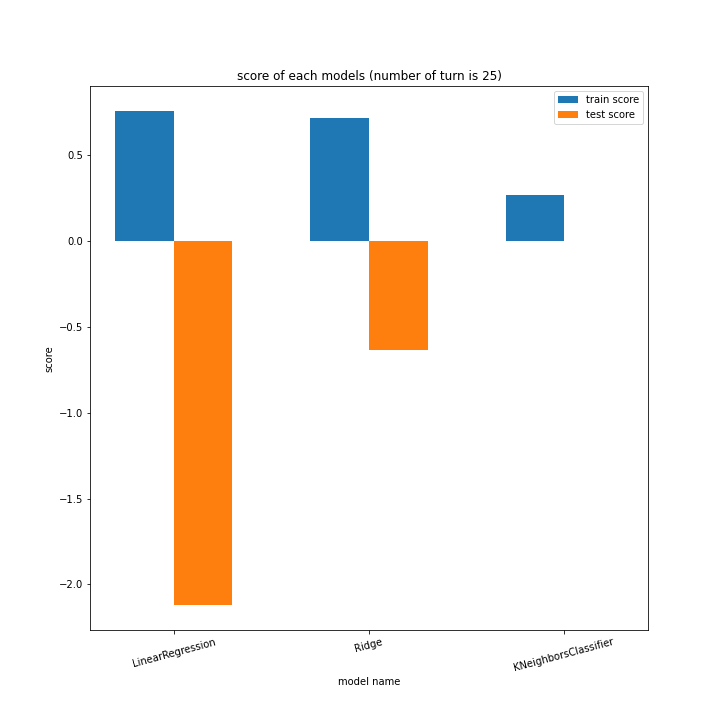 score of each models (number of turn is 25)
train score
test score
0.5
0.0
−0.5
−1.0
−1.5
−2.0
score
LinearRegression
Ridge
KNeighborsClassifier
model name